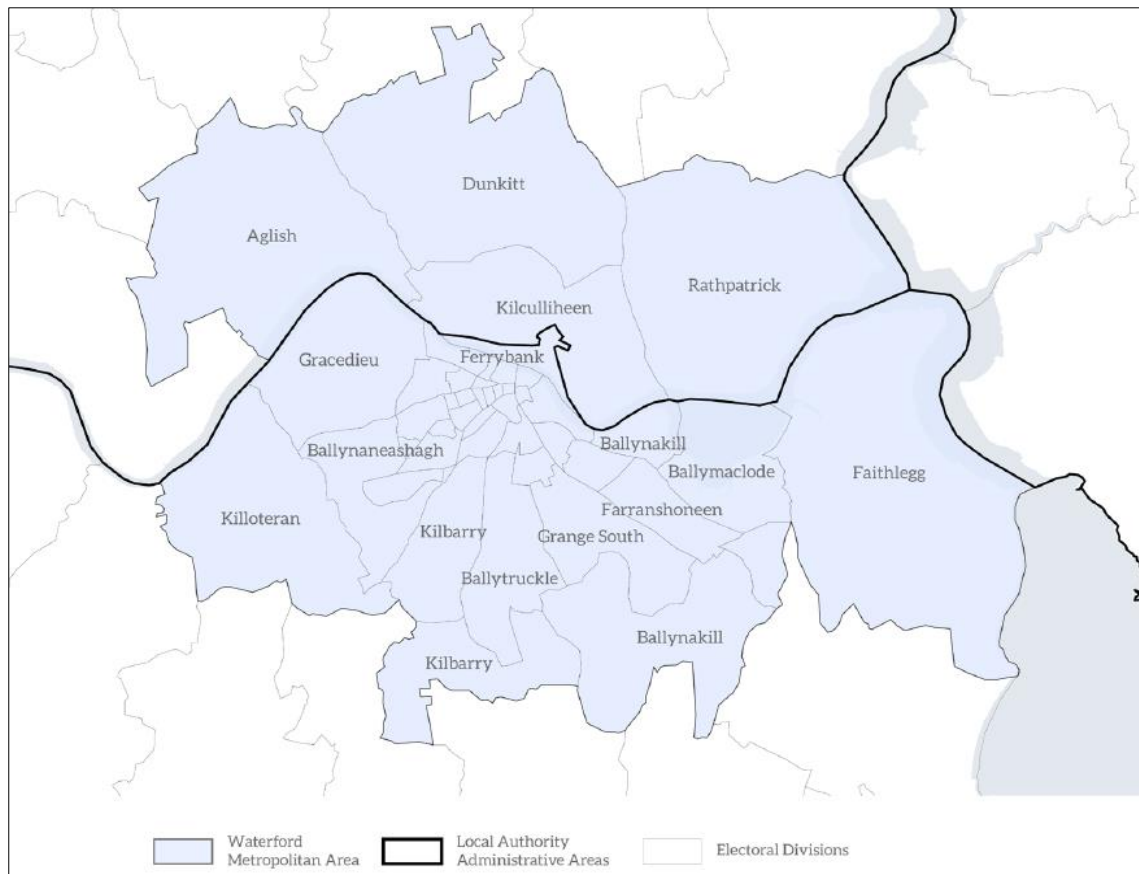 Dunkitt
Aglish
Rathpatrick
Kilculliheen
Gracedieu
Ferrybank
Ballynaneashagh
Ballynakill
Ballymaclode
Faithlegg
Killoteran
Farranshoneen
Kilbarry
Grange South
Ballytruckle
Ballynakill
Kilbarry
Waterford
Metropolitan Area
Local Authority
Administrative Areas
Electoral Divisions